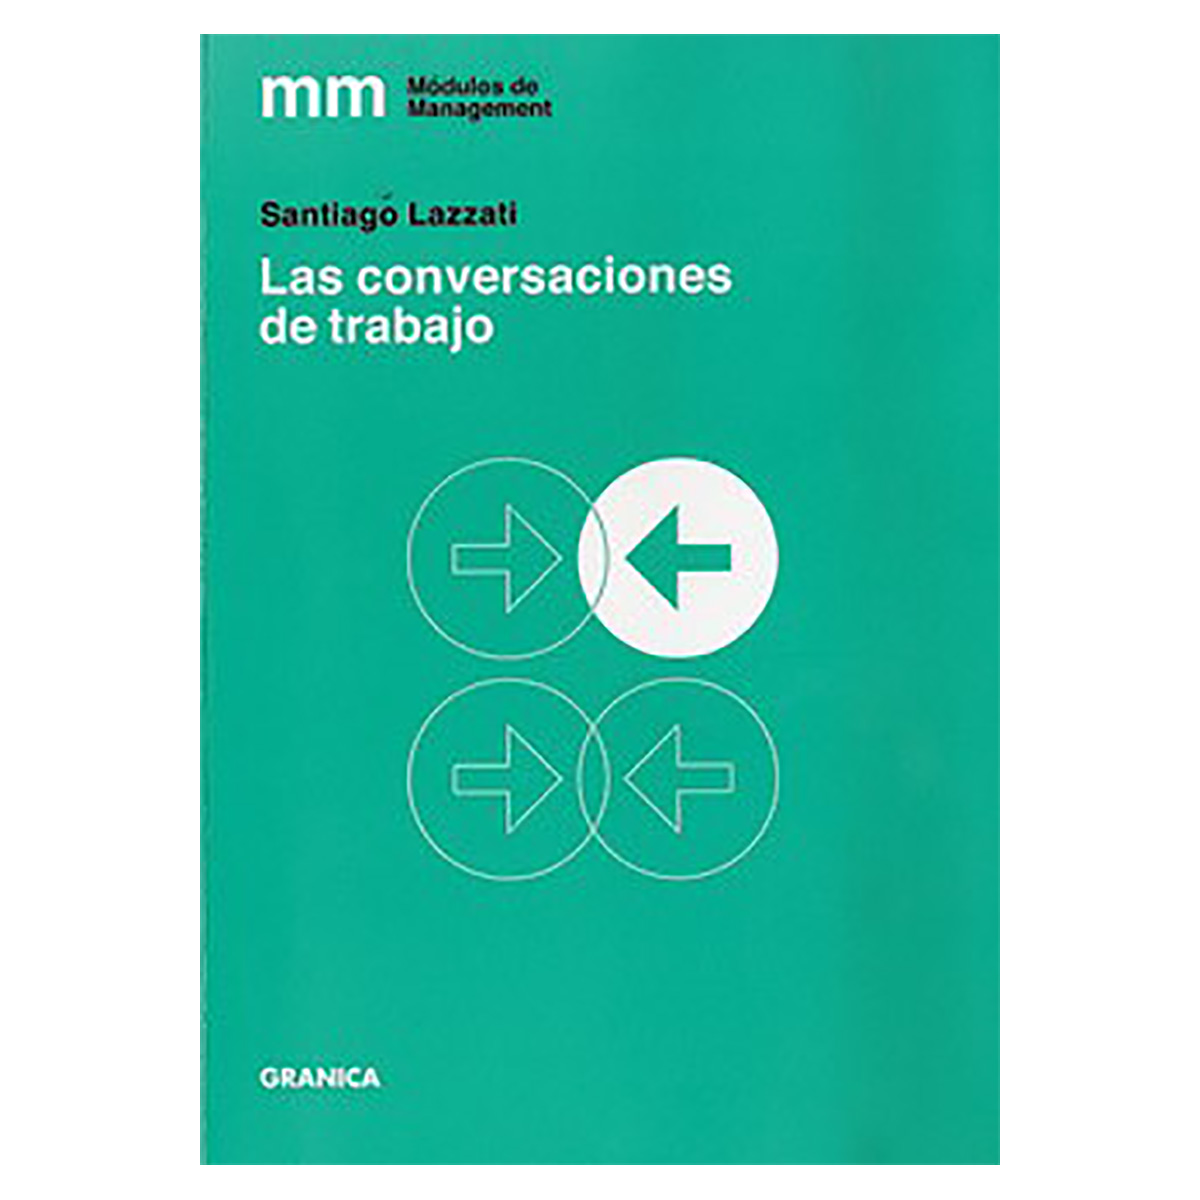 mm
Módulos de
Management
Santiago Lazzati
Las conversaciones
de trabajo
GRANICA